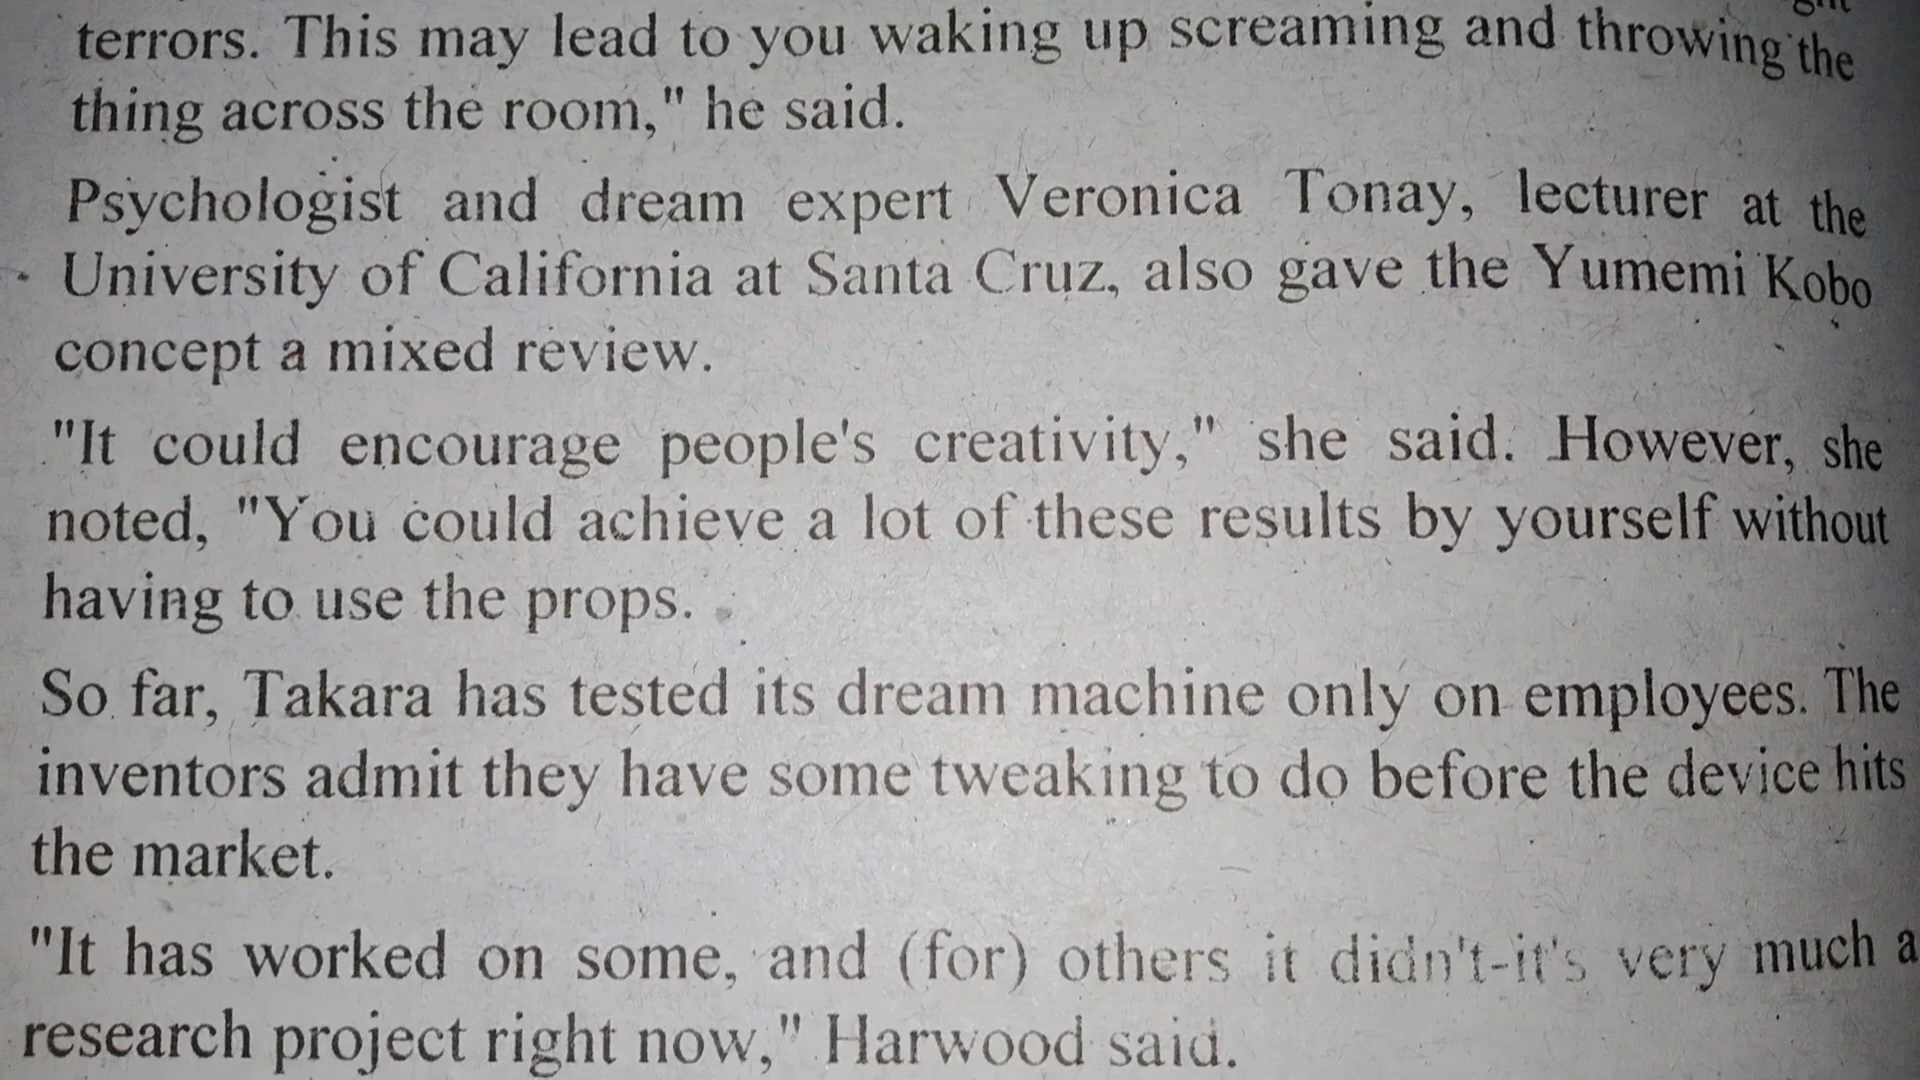 terrors. This may lead to you waking up screaming and throwing the
thing across the room," he said.
Psychologist and dream expert Veronica Tonay, lecturer at the
University of California at Santa Cruz, also gave the Yumemi Kobo
concept a mixed review.
"It could encourage people's creativity," she said. However, she
noted, "You could achieve a lot of these results by yourself without
having to use the props.
So far, Takara has tested its dream machine only on employees. The
inventors admit they have some tweaking to do before the device hits
the market.
"It has worked on some, and (for) others it didn't-it's very much a
research project right now," Harwood said.